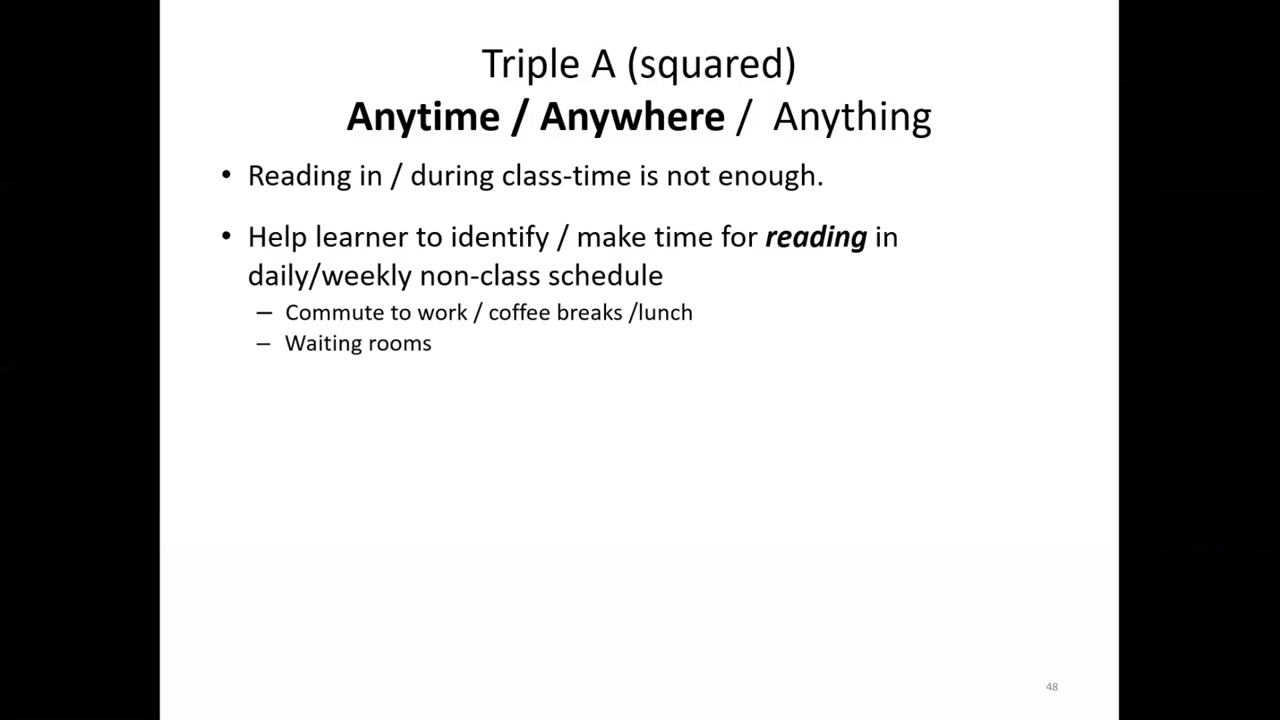 Triple A (squared)
Anytime / Anywhere / Anything
• Reading in / during class-time is not enough.
• Help learner to identify / make time for reading in
daily/weekly non-class schedule
– Commute to work / coffee breaks /lunch
– Waiting rooms
48